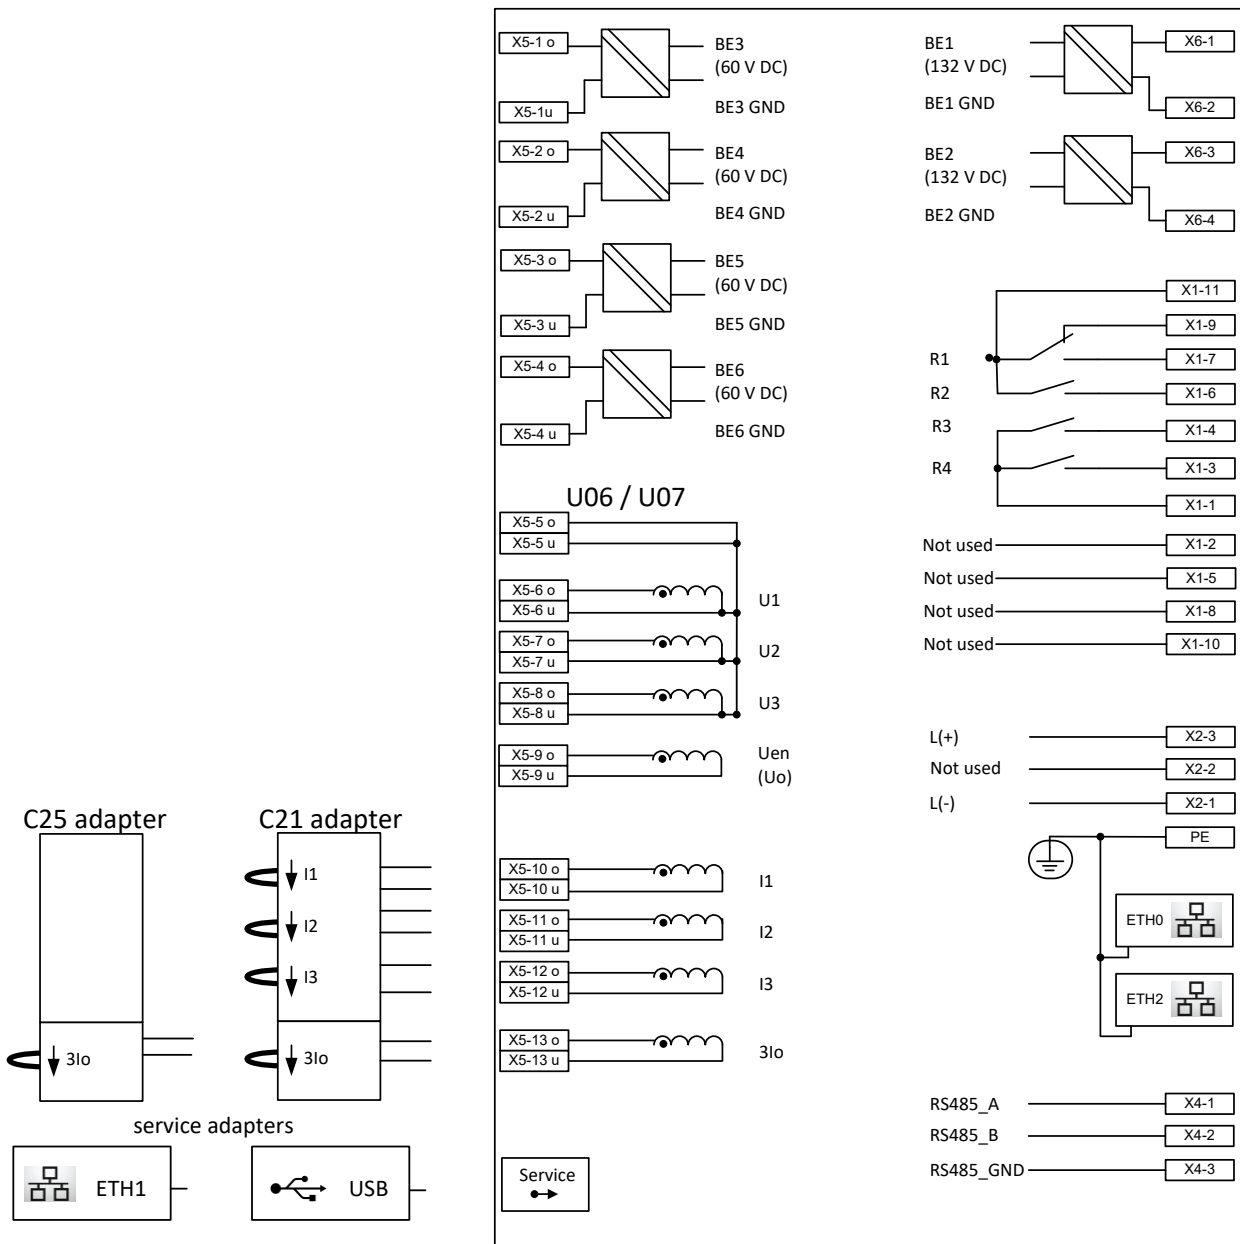 X5-1 o
BE3
(60 V DC)
X5-1u
BE3 GND
X5-2 o
BE4
(60 V DC)
X5-2 u
BE4 GND
X5-3 o
BE5
(60 V DC)
X5-3 u
BE5 GND
X5-4 o
BE6
(60 V DC)
X5-4 u
BE6 GND
U06 / U07
X5-5 o
X5-5 u
X5-6 o
X5-6 u
U1
X5-7 o
X5-7 u
U2
X5-8 o
X5-8 u
U3
X5-9 o
X5-9 u
Uen
(Uo)
X5-10 o
X5-10 u
I1
X5-11 o
X5-11 u
I2
X5-12 o
X5-12 u
I3
X5-13 o
X5-13 u
3Io
Service
BE1
(132 V DC)
BE1 GND
X6-1
X6-2
BE2
(132 V DC)
BE2 GND
X6-3
X6-4
X1-11
X1-9
R1
X1-7
R2
X1-6
R3
X1-4
R4
X1-3
X1-1
Not used
X1-2
Not used
X1-5
Not used
X1-8
Not used
X1-10
L(+)
X2-3
Not used
X2-2
L(-)
X2-1
PE
ETH0
ETH2
RS485_A
X4-1
RS485_B
X4-2
RS485_GND
X4-3
C25 adapter
3Io
C21 adapter
I1
I2
I3
3Io
service adapters
ETH1
USB